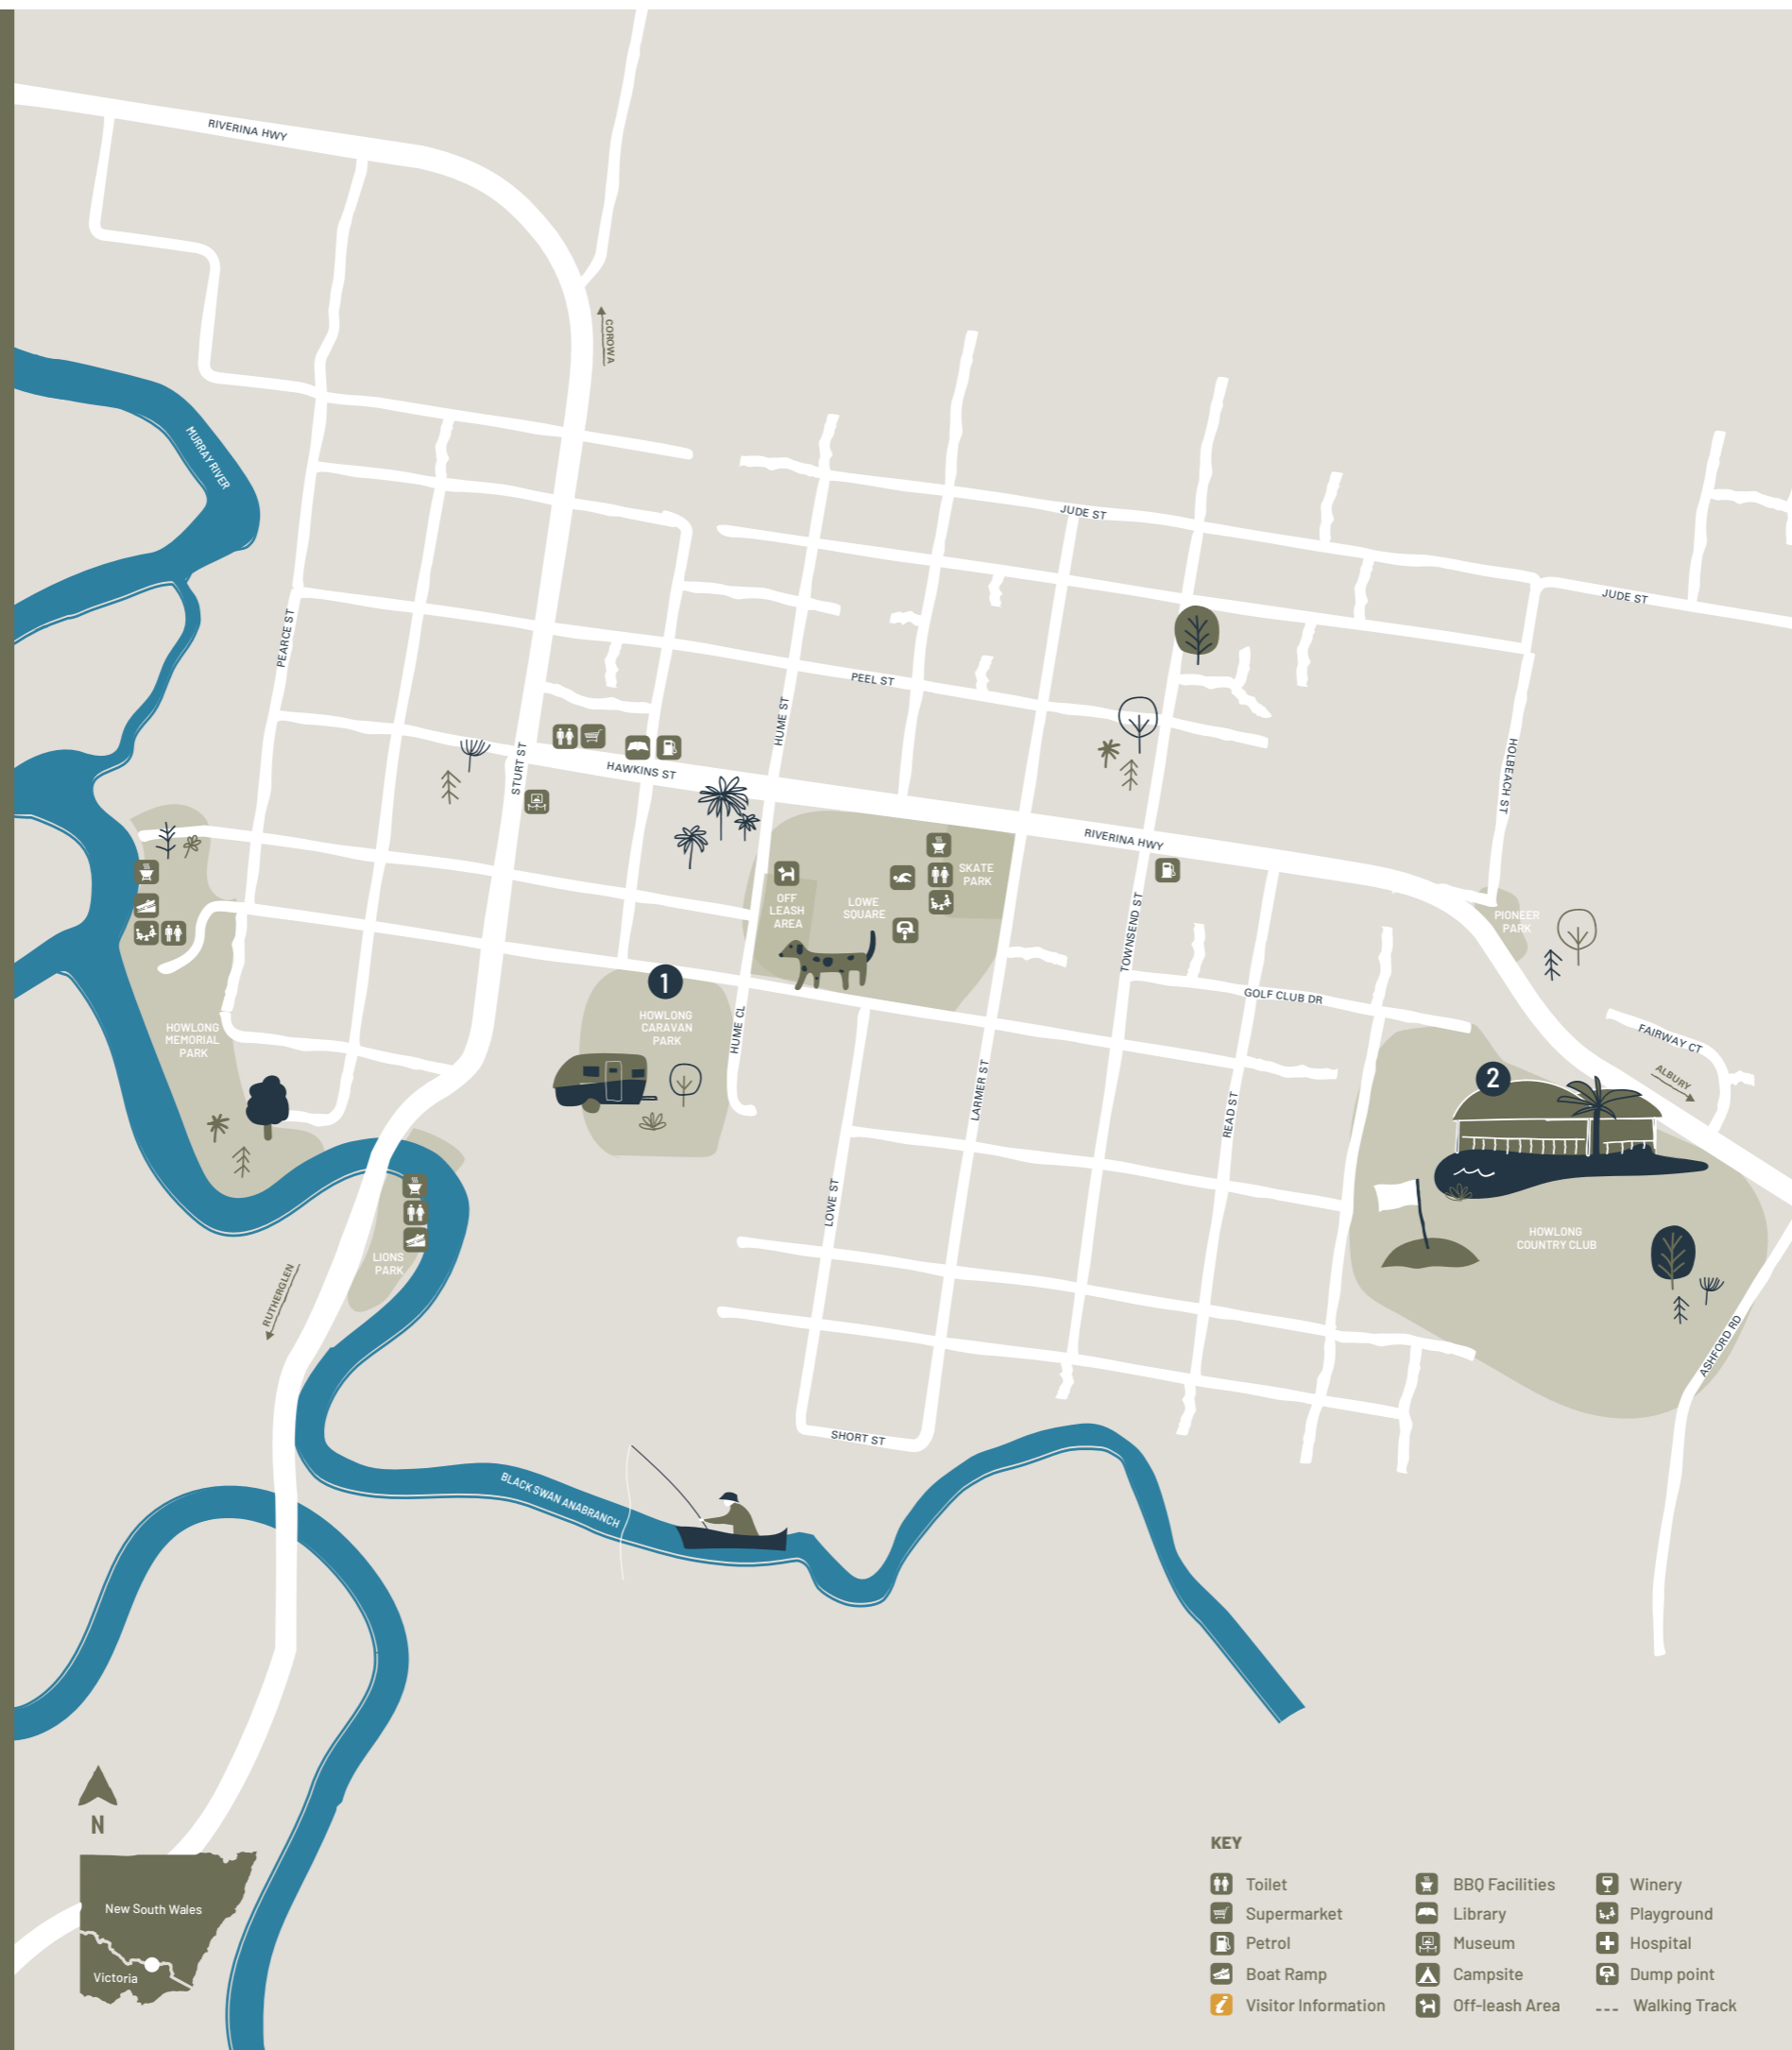 RIVERINA HWY
COROWA
MURRAY RIVER
JUDE ST
JUDE ST
PEARCE ST
PEEL ST
HUME ST
HOLBEACH ST
STURT ST
HAWKINS ST
RIVERINA HWY
SKATE
PARK
OFF
LEASH
AREA
LOWE
SQUARE
TOWNSEND ST
PIONEER
PARK
1
HOWLONG
CARAVAN
PARK
HUME CL
GOLF CLUB DR
HOWLONG
MEMORIAL
PARK
FAIRWAY CT
ALBURY
2
LARMER ST
READ ST
LOWE ST
HOWLONG
COUNTRY CLUB
LIONS
PARK
RUTHERGLEN
ASHFORD RD
SHORT ST
BLACK SWAN ANABRANCH
N
New South Wales
Victoria
KEY
Toilet
Supermarket
Petrol
Boat Ramp
Visitor Information
BBQ Facilities
Library
Museum
Campsite
Off-leash Area
Winery
Playground
Hospital
Dump point
Walking Track